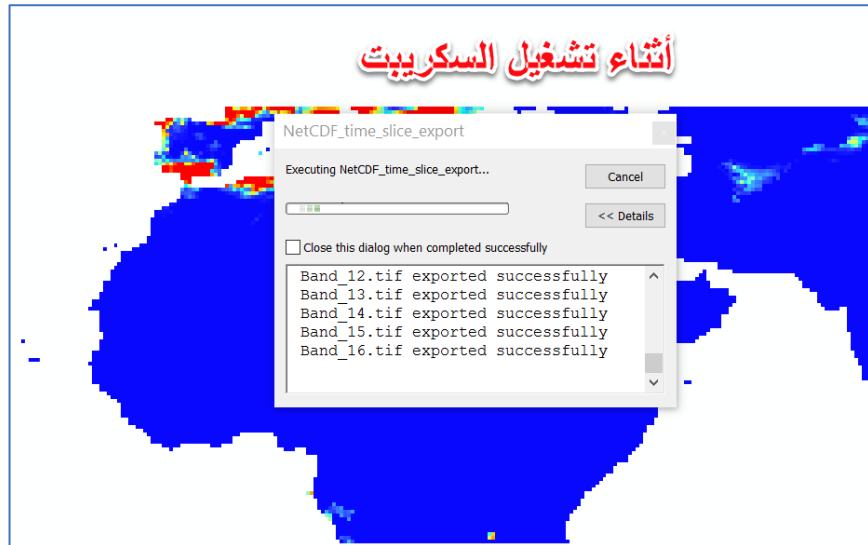 أثناء تشغيل السكريبت
NetCDF_time_slice_export
Executing NetCDF_time_slice_export...
Cancel
<< Details
Close this dialog when completed successfully
Band_12.tif exported successfully
Band_13.tif exported successfully
Band_14.tif exported successfully
Band_15.tif exported successfully
Band_16.tif exported successfully